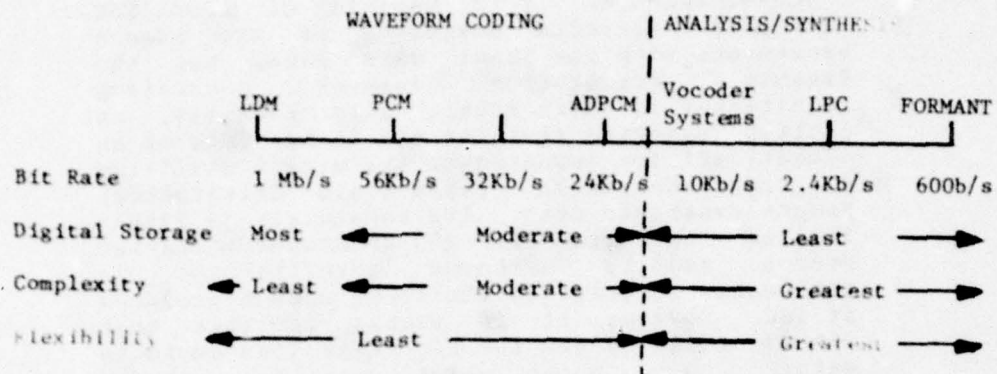 WAVEFORM CODING ANALYSIS/SYNTHESIS
LDM PCM ADPCM Vocoder Systems LPC FORMANT
Bit Rate 1 Mb/s 56Kb/s 32Kb/s 24Kb/s 10Kb/s 2.4Kb/s 600b/s
Digital Storage Most Moderate Least
Complexity Least Moderate Greatest
Flexibility Least Greatest